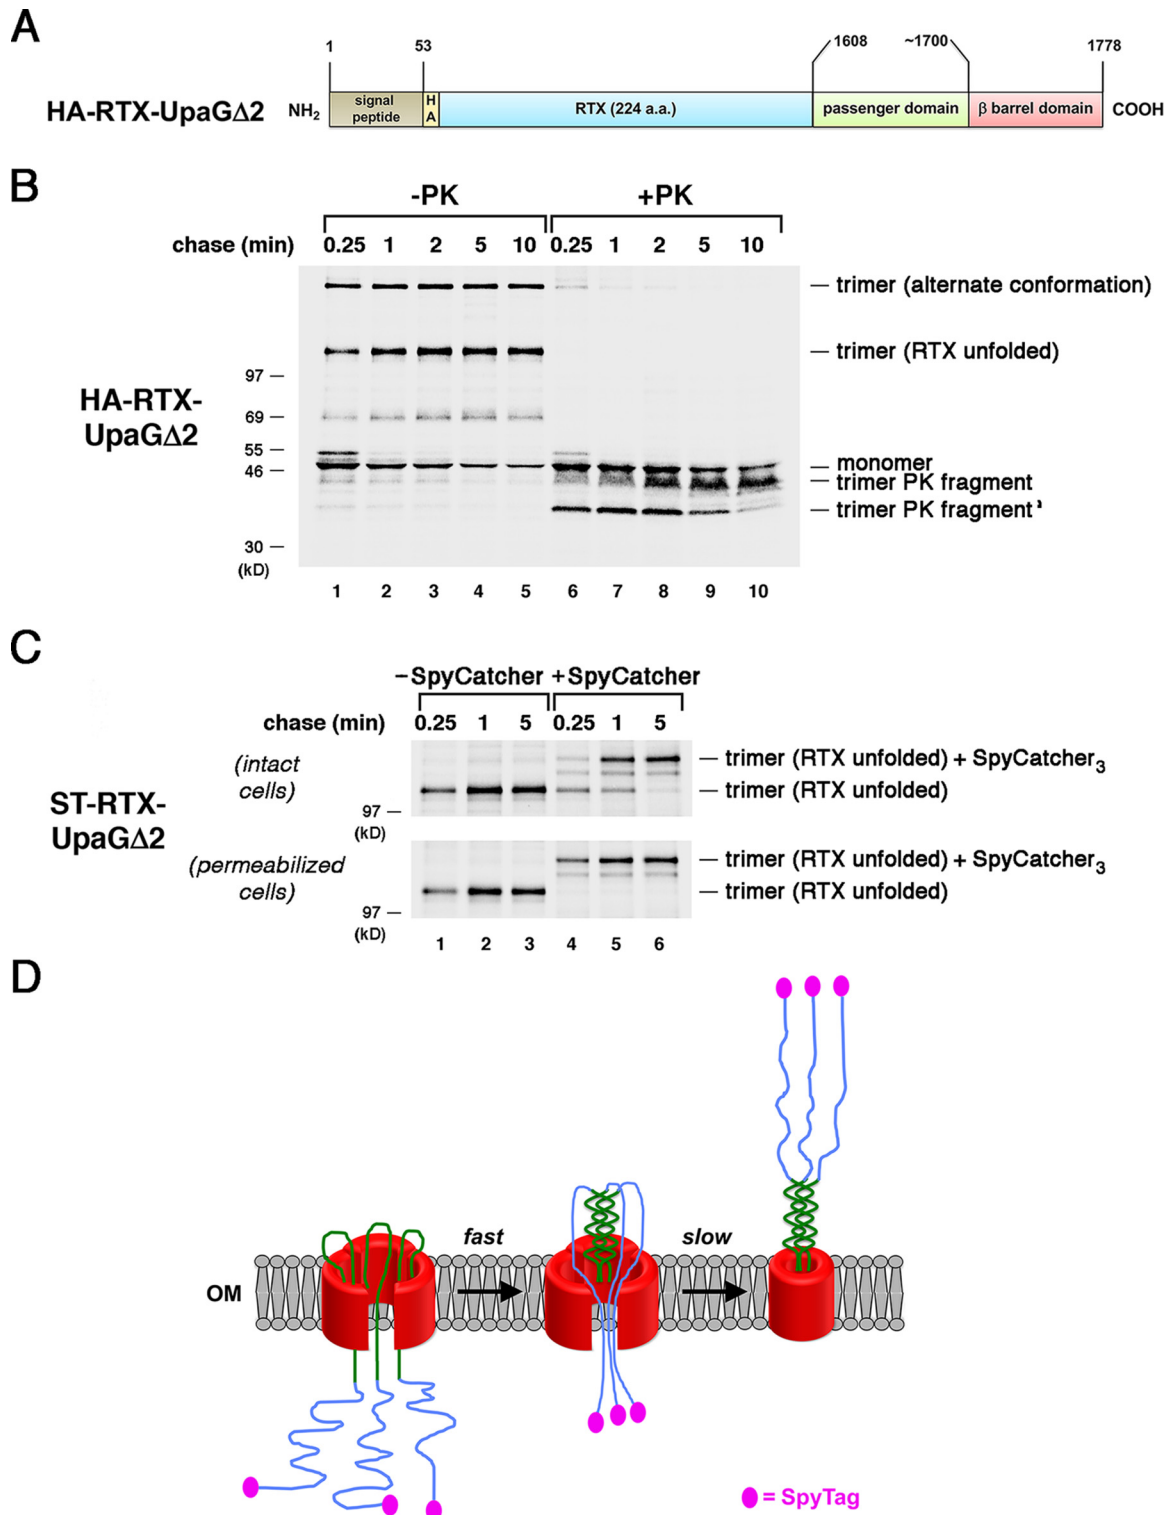 A
1 53 1608 ~1700 1778
HA-RTX-UpaGΔ2 NH2 signal peptide HA RTX (224 a.a.) passenger domain β barrel domain COOH
B
-PK +PK
chase (min) 0.25 1 2 5 10 0.25 1 2 5 10
trimer (alternate conformation)
trimer (RTX unfolded)
97
HA-RTX-
UpaGΔ2
69
55
46
monomer
trimer PK fragment
trimer PK fragment'
30
(kD)
1 2 3 4 5 6 7 8 9 10
C
–SpyCatcher +SpyCatcher
chase (min) 0.25 1 5 0.25 1 5
(intact
cells)
trimer (RTX unfolded) + SpyCatcher3
trimer (RTX unfolded)
97
(kD)
ST-RTX-
UpaGΔ2
(permeabilized
cells)
trimer (RTX unfolded) + SpyCatcher3
trimer (RTX unfolded)
97
(kD)
1 2 3 4 5 6
D
fast slow
OM
= SpyTag